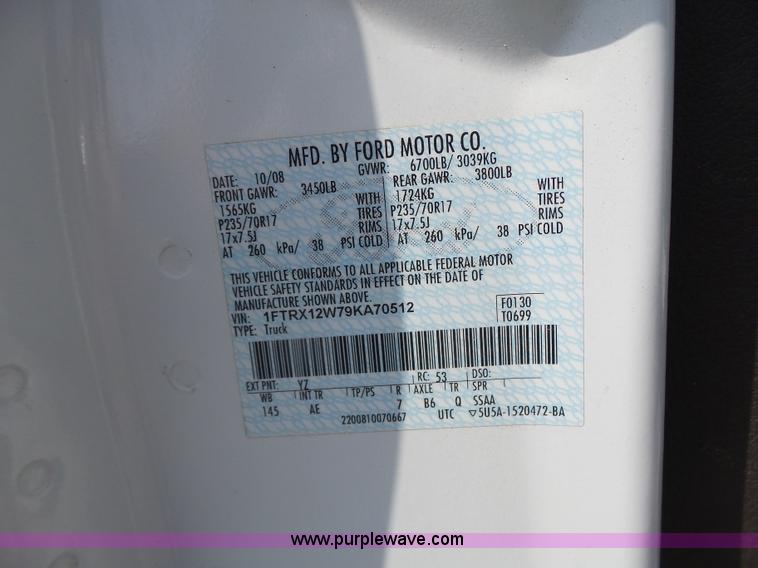 MFD. BY FORD MOTOR CO.
DATE: 10/08 GVWR: 6700LB/ 3039KG
FRONT GAWR: 3450LB REAR GAWR: 3800LB
1565KG WITH 1724KG WITH
P235/70R17 TIRES P235/70R17 TIRES
17x7.5J RIMS 17x7.5J RIMS
AT 260 kPa/ 38 PSI COLD AT 260 kPa/ 38 PSI COLD
THIS VEHICLE CONFORMS TO ALL APPLICABLE FEDERAL MOTOR
VEHICLE SAFETY STANDARDS IN EFFECT ON THE DATE OF
MANUFACTURE SHOWN ABOVE.
VIN: 1FTRX12W79KA70512 F0130
TYPE: Truck T0699
EXT PNT: YZ RC: 53 DSO:
WB INT TR TP/PS R AXLE TR SPR
145 AE 7 B6 Q SSAA
2200810070667 UTC ▽5U5A-1520472-BA
www.purplewave.com